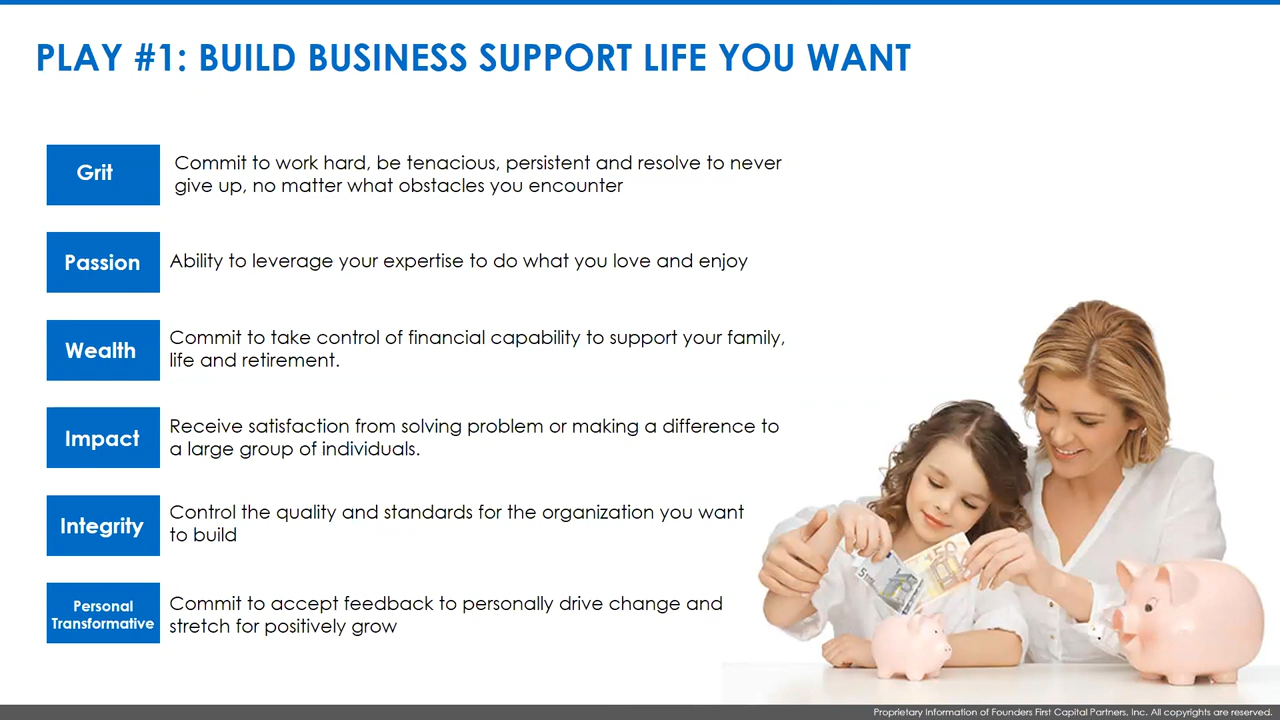 PLAY #1: BUILD BUSINESS SUPPORT LIFE YOU WANT
Grit
Commit to work hard, be tenacious, persistent and resolve to never
give up, no matter what obstacles you encounter
Passion
Ability to leverage your expertise to do what you love and enjoy
Wealth
Commit to take control of financial capability to support your family,
life and retirement.
Impact
Receive satisfaction from solving problem or making a difference to
a large group of individuals.
Integrity
Control the quality and standards for the organization you want
to build
Personal
Transformative
Commit to accept feedback to personally drive change and
stretch for positively grow
5
50
Proprietary Information of Founders First Capital Partners, Inc. All copyrights are reserved.